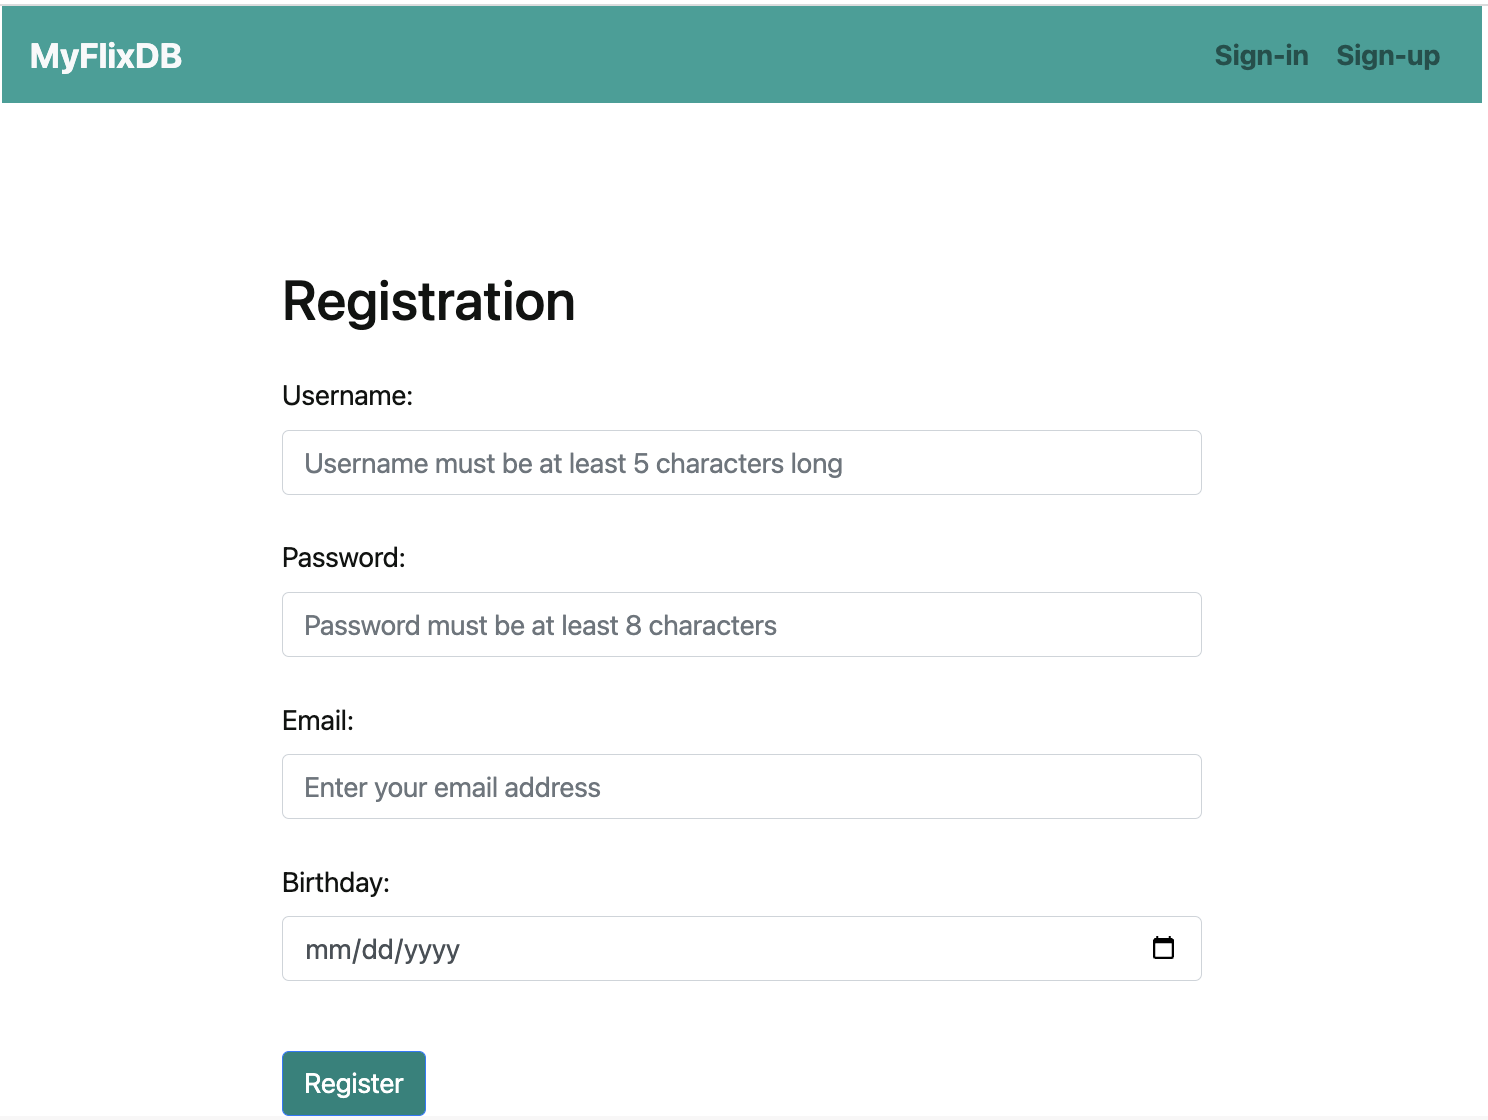 MyFlixDB Sign-in Sign-up
Registration
Username:
Username must be at least 5 characters long
Password:
Password must be at least 8 characters
Email:
Enter your email address
Birthday:
mm/dd/yyyy
Register